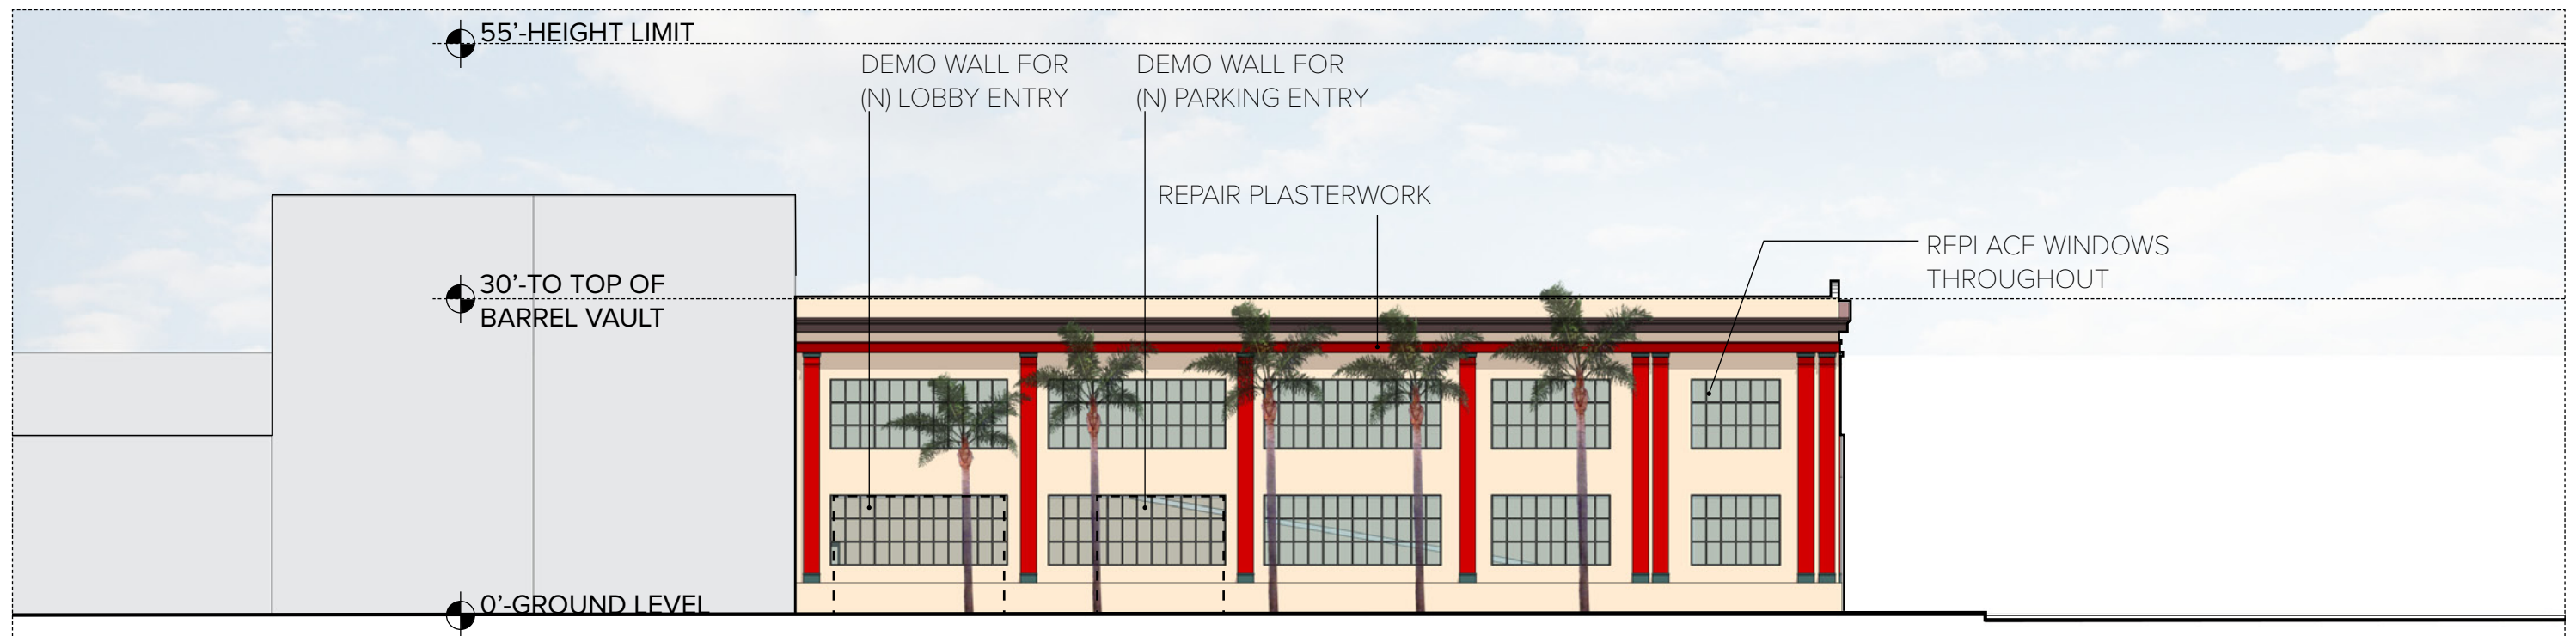 55'-HEIGHT LIMIT
DEMO WALL FOR
(N) LOBBY ENTRY
DEMO WALL FOR
(N) PARKING ENTRY
REPAIR PLASTERWORK
REPLACE WINDOWS
THROUGHOUT
30'-TO TOP OF
BARREL VAULT
0'-GROUND LEVEL